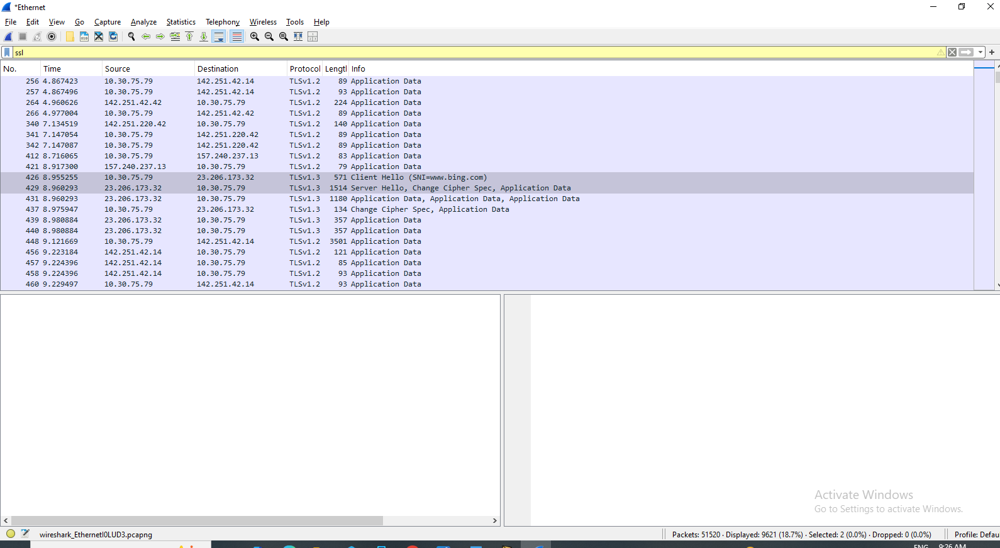 *Ethernet
File Edit View Go Capture Analyze Statistics Telephony Wireless Tools Help
ssl
No. Time Source Destination Protocol Lengtl Info
256 4.867423 10.30.75.79 142.251.42.14 TLSv1.2 89 Application Data
257 4.867496 10.30.75.79 142.251.42.14 TLSv1.2 93 Application Data
264 4.960626 142.251.42.42 10.30.75.79 TLSv1.2 224 Application Data
266 4.977004 10.30.75.79 142.251.42.42 TLSv1.2 89 Application Data
340 7.134519 142.251.220.42 10.30.75.79 TLSv1.2 140 Application Data
341 7.147054 10.30.75.79 142.251.220.42 TLSv1.2 89 Application Data
342 7.147087 10.30.75.79 142.251.220.42 TLSv1.2 89 Application Data
412 8.716065 10.30.75.79 157.240.237.13 TLSv1.2 83 Application Data
421 8.917300 157.240.237.13 10.30.75.79 TLSv1.2 79 Application Data
426 8.955255 10.30.75.79 23.206.173.32 TLSv1.3 571 Client Hello (SNI=www.bing.com)
429 8.960293 23.206.173.32 10.30.75.79 TLSv1.3 1514 Server Hello, Change Cipher Spec, Application Data
431 8.960293 23.206.173.32 10.30.75.79 TLSv1.3 1180 Application Data, Application Data, Application Data
437 8.975947 10.30.75.79 23.206.173.32 TLSv1.3 134 Change Cipher Spec, Application Data
439 8.980884 23.206.173.32 10.30.75.79 TLSv1.3 357 Application Data
440 8.980884 23.206.173.32 10.30.75.79 TLSv1.3 357 Application Data
448 9.121669 10.30.75.79 142.251.42.14 TLSv1.2 3501 Application Data
456 9.223184 142.251.42.14 10.30.75.79 TLSv1.2 121 Application Data
457 9.224396 142.251.42.14 10.30.75.79 TLSv1.2 85 Application Data
458 9.224396 142.251.42.14 10.30.75.79 TLSv1.2 93 Application Data
460 9.229497 10.30.75.79 142.251.42.14 TLSv1.2 93 Application Data
Activate Windows
Go to Settings to activate Windows.
wireshark_EthernetI0LUD3.pcapng Packets: 51520 · Displayed: 9621 (18.7%) · Selected: 2 (0.0%) · Dropped: 0 (0.0%) Profile: Defau
ENG 9:26 AM